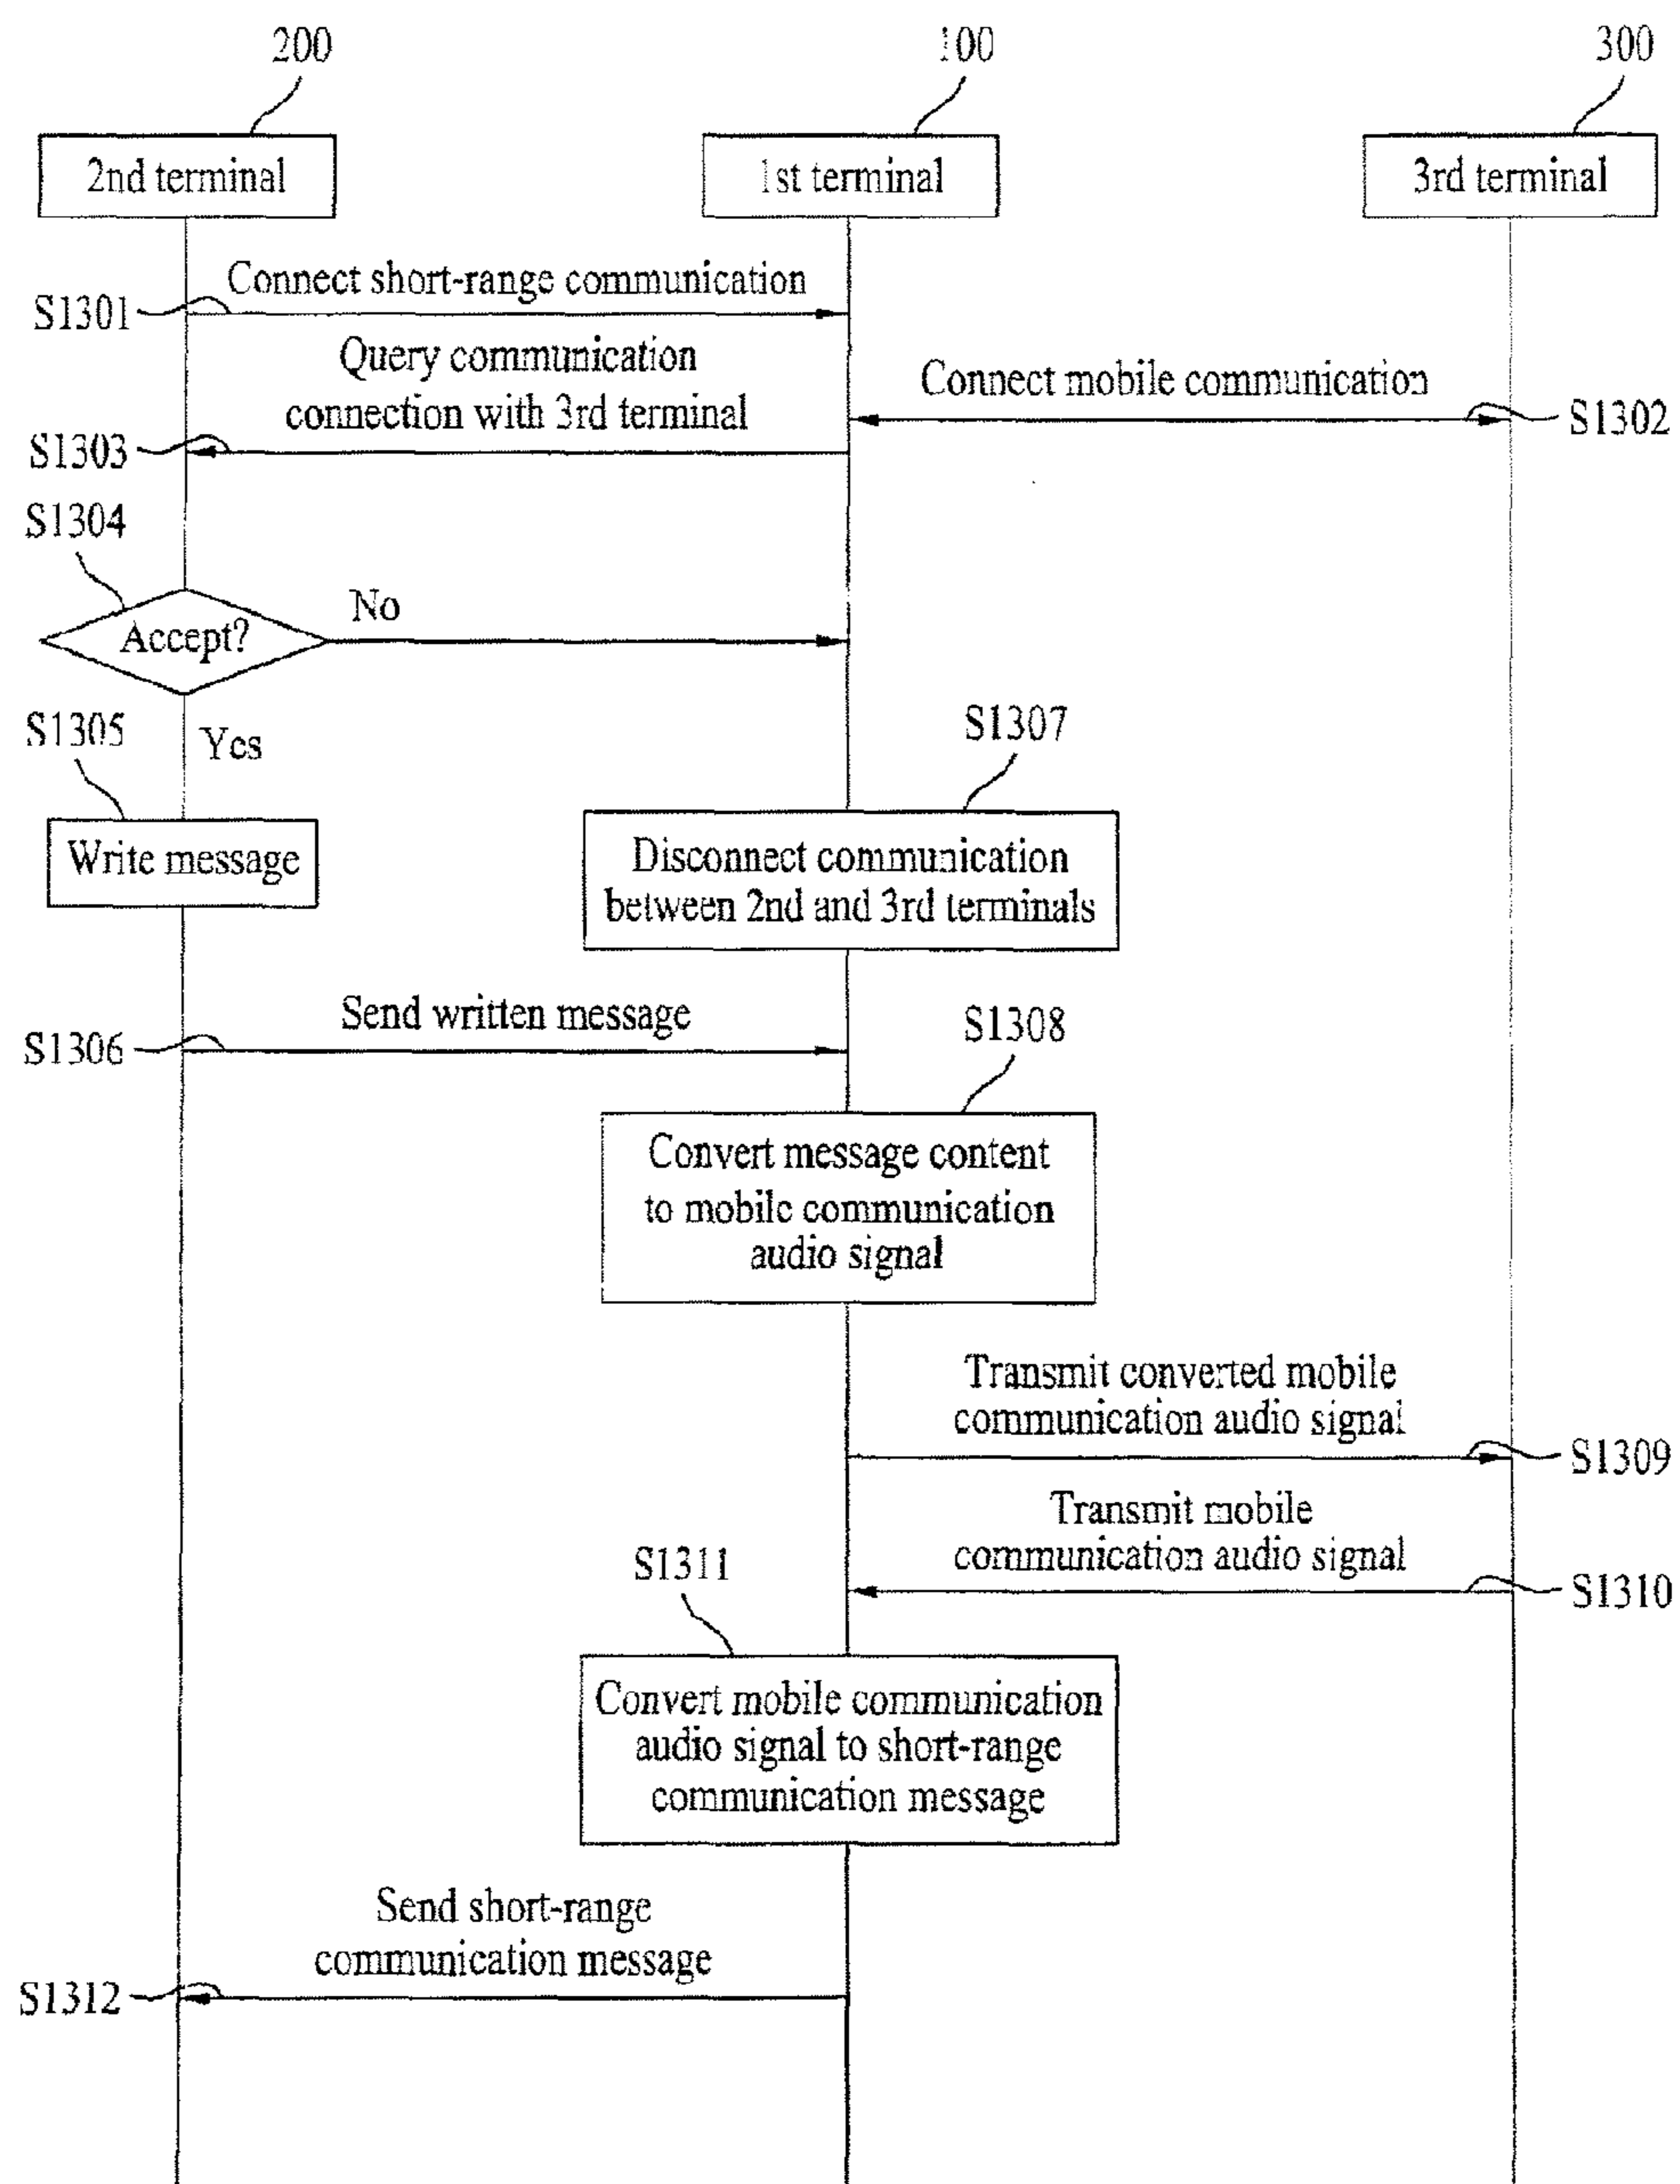 200
100
300
2nd terminal
1st terminal
3rd terminal
Connect short-range communication
S1301
Query communication
connection with 3rd terminal
Connect mobile communication
S1302
S1303
S1304
Accept?
No
S1305
Yes
S1307
Write message
Disconnect communication
between 2nd and 3rd terminals
Send written message
S1306
S1308
Convert message content
to mobile communication
audio signal
Transmit converted mobile
communication audio signal
S1309
Transmit mobile
communication audio signal
S1310
S1311
Convert mobile communication
audio signal to short-range
communication message
Send short-range
communication message
S1312